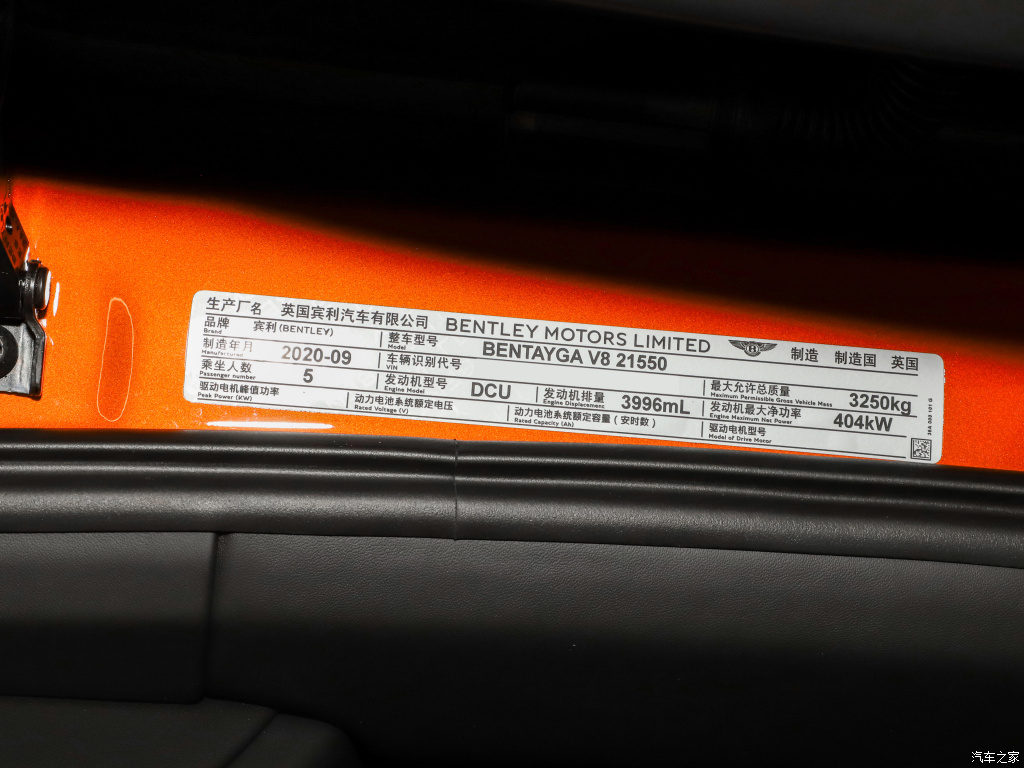 生产厂名 英国宾利汽车有限公司 BENTLEY MOTORS LIMITED 制造 制造国 英国
品牌 Brand 宾利(BENTLEY) 整车型号 Model BENTAYGA V8 21550
制造年月 Manufactured 2020-09 车辆识别代号 VIN 最大允许总质量 Maximum Permissible Gross Vehicle Mass 3250kg
乘坐人数 Passenger number 5 发动机型号 Engine Model DCU 发动机排量 Engine Displacement 3996mL 发动机最大净功率 Engine Maximum Net Power 404kW
驱动电机峰值功率 Peak Power (KW) 动力电池系统额定电压 Rated Voltage (V) 动力电池系统额定容量(安时数) Rated Capacity (Ah) 驱动电机型号 Model of Drive Motor
36A 000 101 G
汽车之家